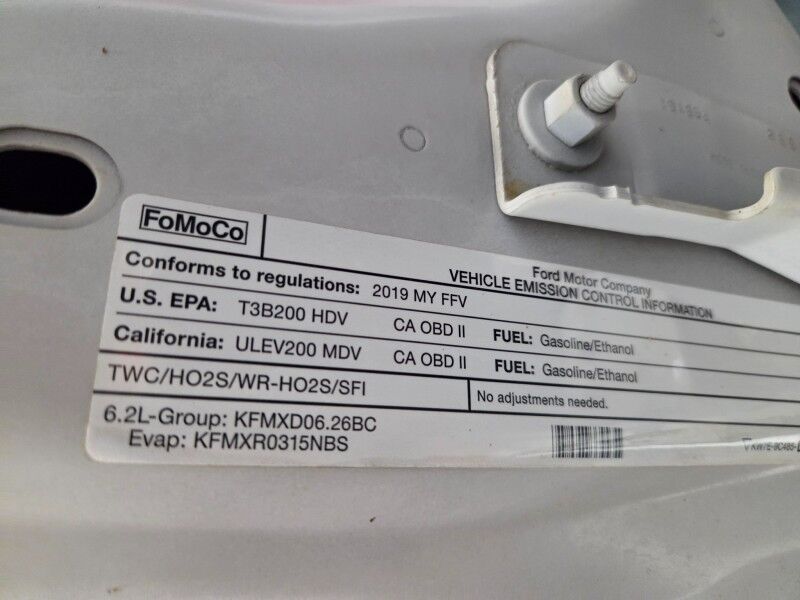 FoMoCo
Ford Motor Company
VEHICLE EMISSION CONTROL INFORMATION
Conforms to regulations: 2019 MY FFV
U.S. EPA: T3B200 HDV CA OBD II FUEL: Gasoline/Ethanol
California: ULEV200 MDV CA OBD II FUEL: Gasoline/Ethanol
TWC/HO2S/WR-HO2S/SFI No adjustments needed.
6.2L-Group: KFMXD06.26BC
Evap: KFMXR0315NBS
KW7E-9C485-